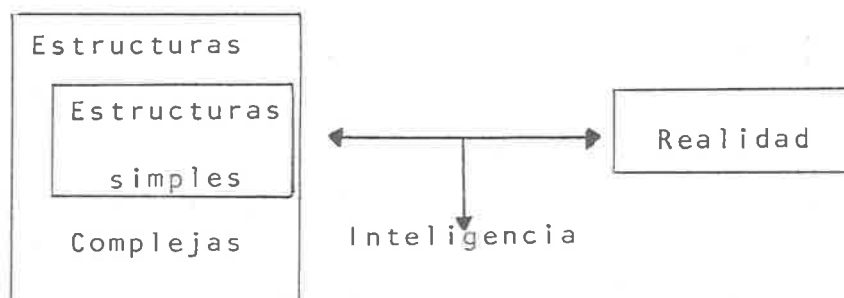 Estructuras
Estructuras
simples
Complejas
Inteligencia
Realidad